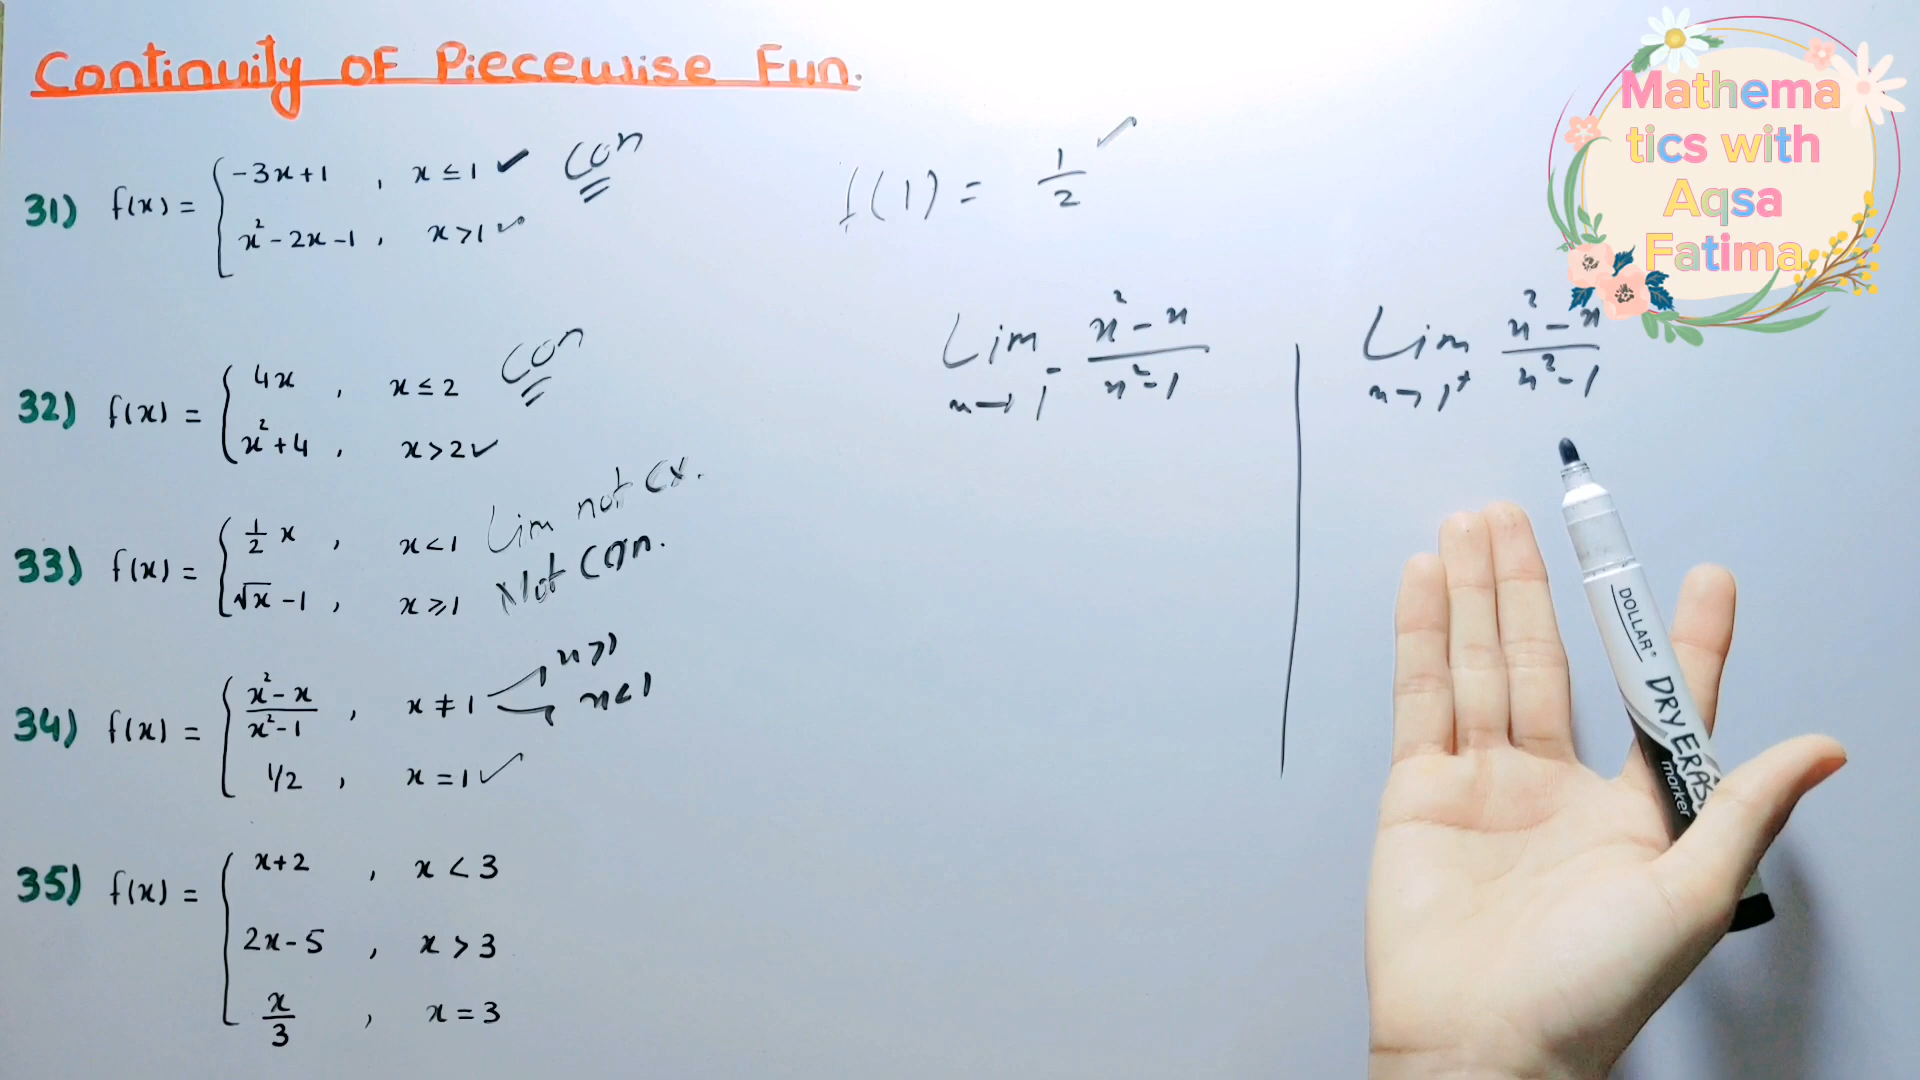 Continuity of Piecewise Fun.
31) f(x) = { -3x+1 , x ≤ 1 ✓ Con
x² - 2x - 1 , x > 1 ✓
32) f(x) = { 4x , x ≤ 2 Con
x² + 4 , x > 2 ✓
33) f(x) = { 1/2 x , x < 1 Lim not ex.
√x - 1 , x ⩾ 1 Not Con.
34) f(x) = { x² - x / x² - 1 , x ≠ 1 x > 1
x < 1
1/2 , x = 1 ✓
35) f(x) = { x+2 , x < 3
2x - 5 , x > 3
x/3 , x = 3
f(1) = 1/2 ✓
Lim x→1⁻ x² - x / x² - 1
Lim x→1⁺ x² - x / x² - 1
DOLLAR®
DRY ERAS
marker
Mathema
tics with
Aqsa
Fatima